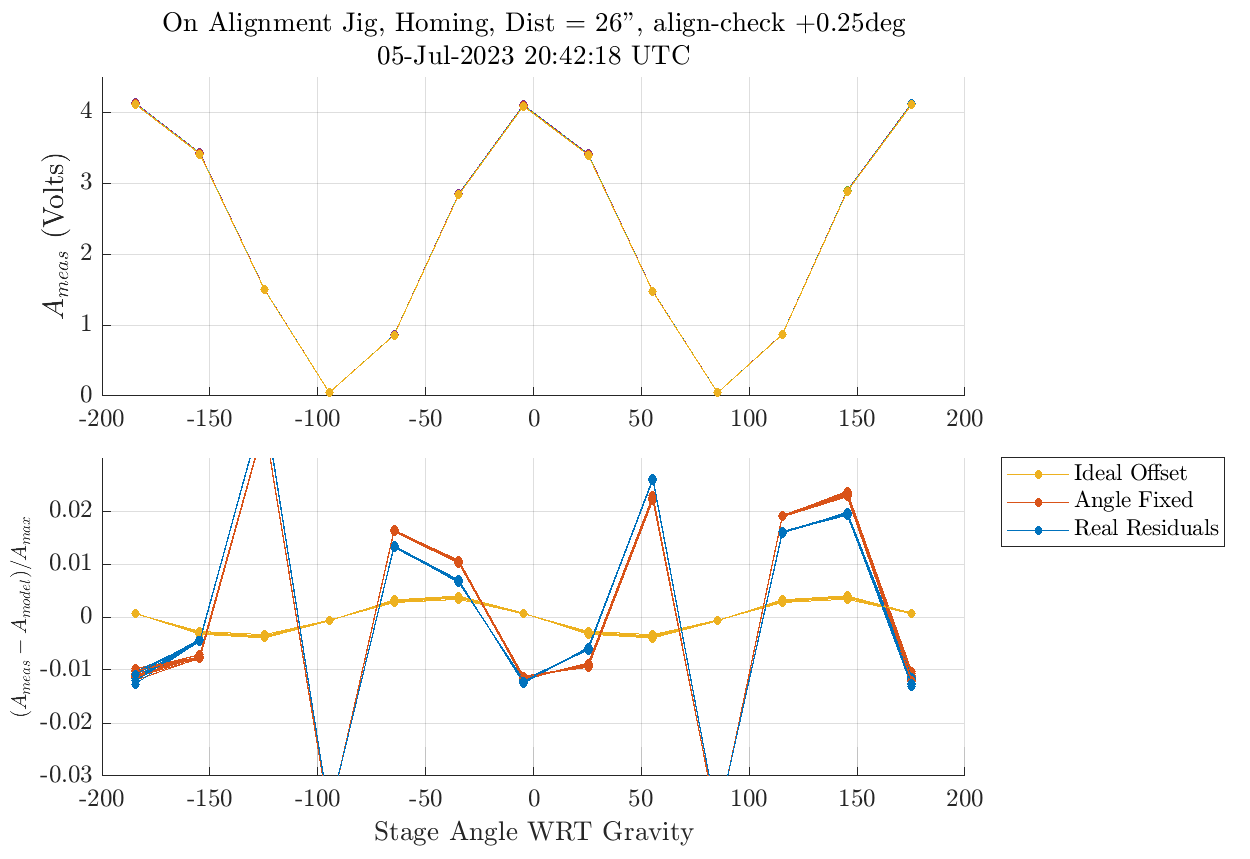 On Alignment Jig, Homing, Dist = 26”, align-check +0.25deg
05-Jul-2023 20:42:18 UTC
A_meas (Volts)
4
3
2
1
0
-200 -150 -100 -50 0 50 100 150 200
(A_meas − A_model)/A_max
0.02
0.01
0
-0.01
-0.02
-0.03
-200 -150 -100 -50 0 50 100 150 200
Stage Angle WRT Gravity
Ideal Offset
Angle Fixed
Real Residuals